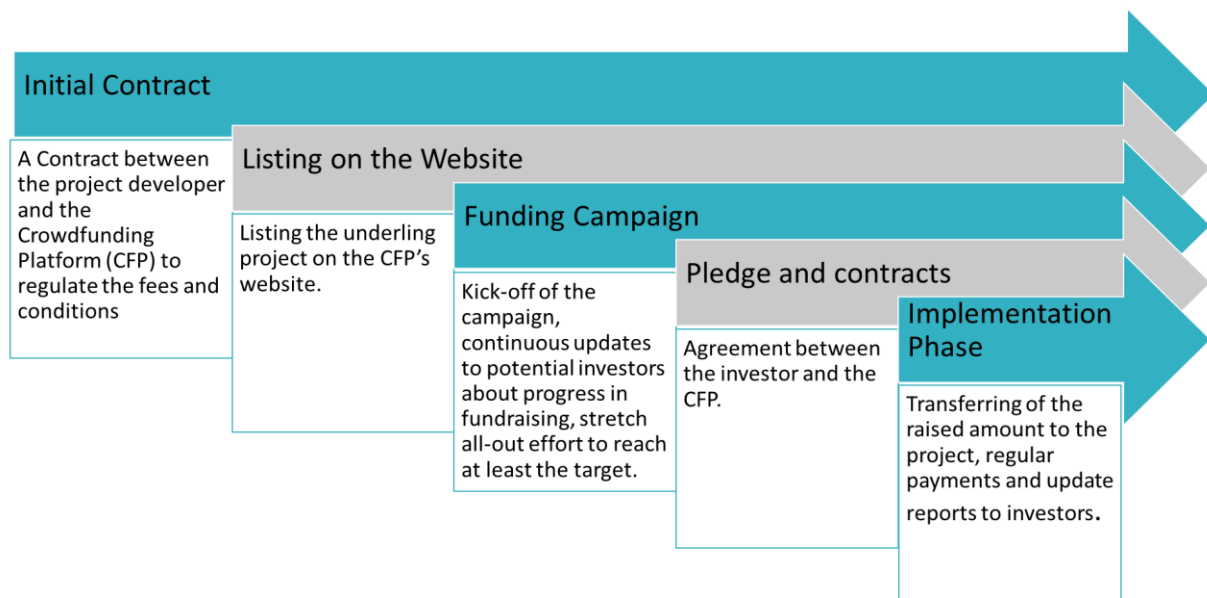 Initial Contract
A Contract between
the project developer
and the
Crowdfunding
Platform (CFP) to
regulate the fees and
conditions
Listing on the Website
Listing the underling
project on the CFP’s
website.
Funding Campaign
Kick-off of the
campaign,
continuous updates
to potential investors
about progress in
fundraising, stretch
all-out effort to reach
at least the target.
Pledge and contracts
Agreement between
the investor and the
CFP.
Implementation
Phase
Transferring of the
raised amount to the
project, regular
payments and update
reports to investors.